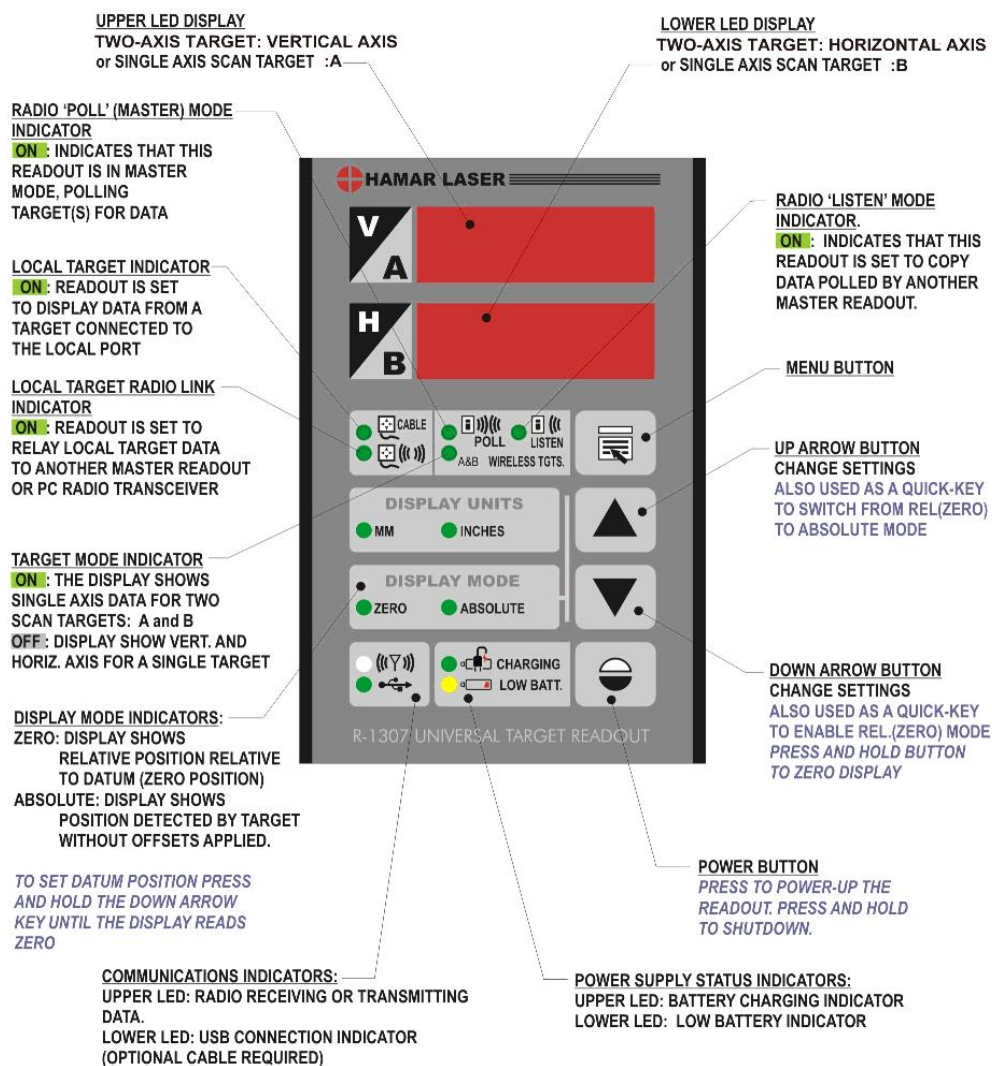 UPPER LED DISPLAY
TWO-AXIS TARGET: VERTICAL AXIS
or SINGLE AXIS SCAN TARGET :A
LOWER LED DISPLAY
TWO-AXIS TARGET: HORIZONTAL AXIS
or SINGLE AXIS SCAN TARGET :B
RADIO 'POLL' (MASTER) MODE
INDICATOR
ON : INDICATES THAT THIS
READOUT IS IN MASTER
MODE, POLLING
TARGET(S) FOR DATA
LOCAL TARGET INDICATOR
ON : READOUT IS SET
TO DISPLAY DATA FROM A
TARGET CONNECTED TO
THE LOCAL PORT
LOCAL TARGET RADIO LINK
INDICATOR
ON : READOUT IS SET TO
RELAY LOCAL TARGET DATA
TO ANOTHER MASTER READOUT
OR PC RADIO TRANSCEIVER
TARGET MODE INDICATOR
ON : THE DISPLAY SHOWS
SINGLE AXIS DATA FOR TWO
SCAN TARGETS: A and B
OFF : DISPLAY SHOW VERT. AND
HORIZ. AXIS FOR A SINGLE TARGET
DISPLAY MODE INDICATORS:
ZERO: DISPLAY SHOWS
RELATIVE POSITION RELATIVE
TO DATUM (ZERO POSITION)
ABSOLUTE: DISPLAY SHOWS
POSITION DETECTED BY TARGET
WITHOUT OFFSETS APPLIED.
TO SET DATUM POSITION PRESS
AND HOLD THE DOWN ARROW
KEY UNTIL THE DISPLAY READS
ZERO
HAMAR LASER
V
A
H
B
CABLE
POLL
LISTEN
A&B WIRELESS TGTS.
DISPLAY UNITS
MM INCHES
DISPLAY MODE
ZERO ABSOLUTE
CHARGING
LOW BATT.
R-1307 UNIVERSAL TARGET READOUT
RADIO 'LISTEN' MODE
INDICATOR.
ON : INDICATES THAT THIS
READOUT IS SET TO COPY
DATA POLLED BY ANOTHER
MASTER READOUT.
MENU BUTTON
UP ARROW BUTTON
CHANGE SETTINGS
ALSO USED AS A QUICK-KEY
TO SWITCH FROM REL(ZERO)
TO ABSOLUTE MODE
DOWN ARROW BUTTON
CHANGE SETTINGS
ALSO USED AS A QUICK-KEY
TO ENABLE REL.(ZERO) MODE
PRESS AND HOLD BUTTON
TO ZERO DISPLAY
POWER BUTTON
PRESS TO POWER-UP THE
READOUT. PRESS AND HOLD
TO SHUTDOWN.
COMMUNICATIONS INDICATORS:
UPPER LED: RADIO RECEIVING OR TRANSMITTING
DATA.
LOWER LED: USB CONNECTION INDICATOR
(OPTIONAL CABLE REQUIRED)
POWER SUPPLY STATUS INDICATORS:
UPPER LED: BATTERY CHARGING INDICATOR
LOWER LED: LOW BATTERY INDICATOR